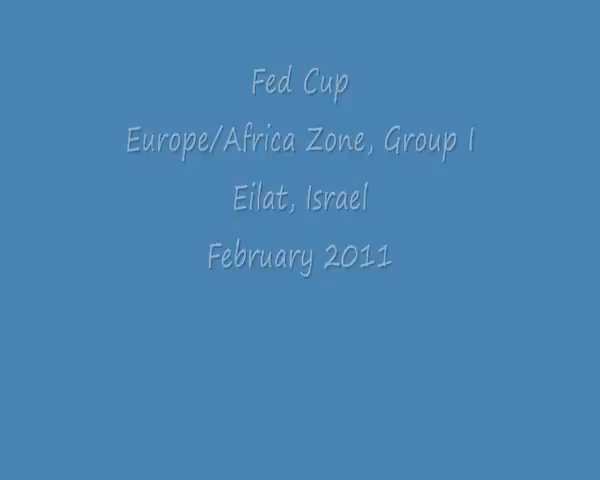 Fed Cup
Europe/Africa Zone, Group I
Eilat, Israel
February 2011